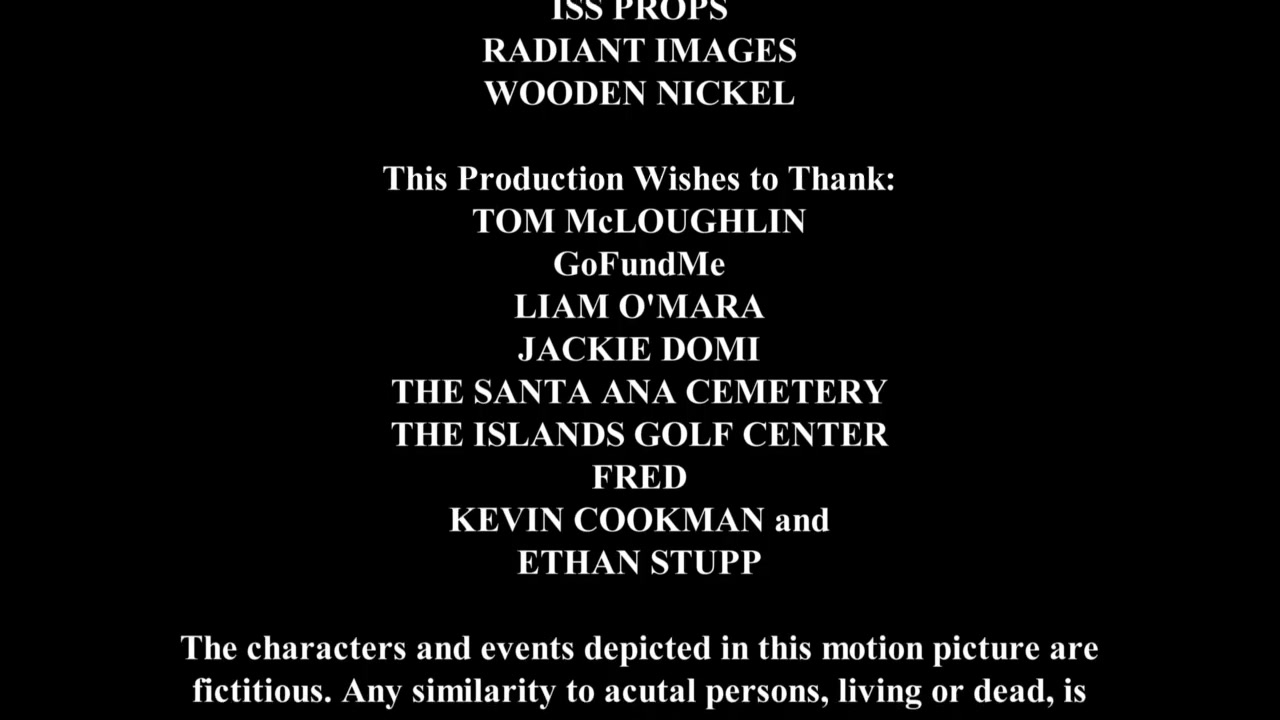 ISS PROPS
RADIANT IMAGES
WOODEN NICKEL
This Production Wishes to Thank:
TOM McLOUGHLIN
GoFundMe
LIAM O'MARA
JACKIE DOMI
THE SANTA ANA CEMETERY
THE ISLANDS GOLF CENTER
FRED
KEVIN COOKMAN and
ETHAN STUPP
The characters and events depicted in this motion picture are
fictitious. Any similarity to acutal persons, living or dead, is